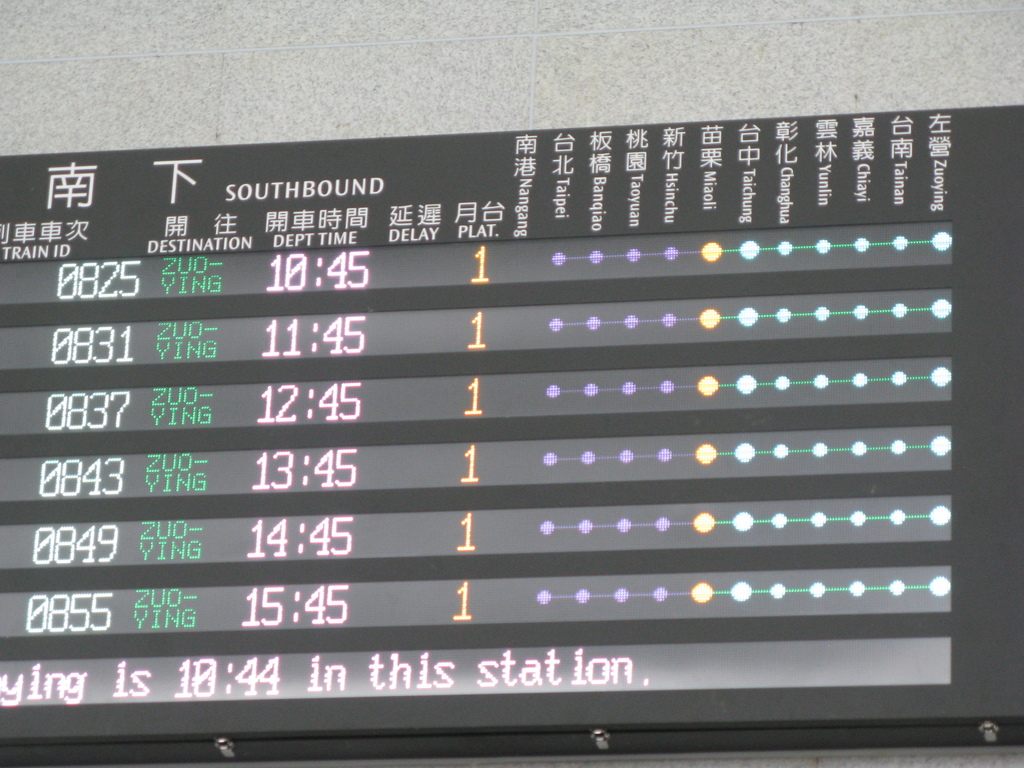 南下 SOUTHBOUND
列車車次 開往 開車時間 延遲 月台 南港 台北 板橋 桃園 新竹 苗栗 台中 彰化 雲林 嘉義 台南 左營
TRAIN ID DESTINATION DEPT TIME DELAY PLAT. Nangang Taipei Banqiao Taoyuan Hsinchu Miaoli Taichung Changhua Yunlin Chiayi Tainan Zuoying
0825 ZUO-YING 10:45 1
0831 ZUO-YING 11:45 1
0837 ZUO-YING 12:45 1
0843 ZUO-YING 13:45 1
0849 ZUO-YING 14:45 1
0855 ZUO-YING 15:45 1
ying is 10:44 in this station.